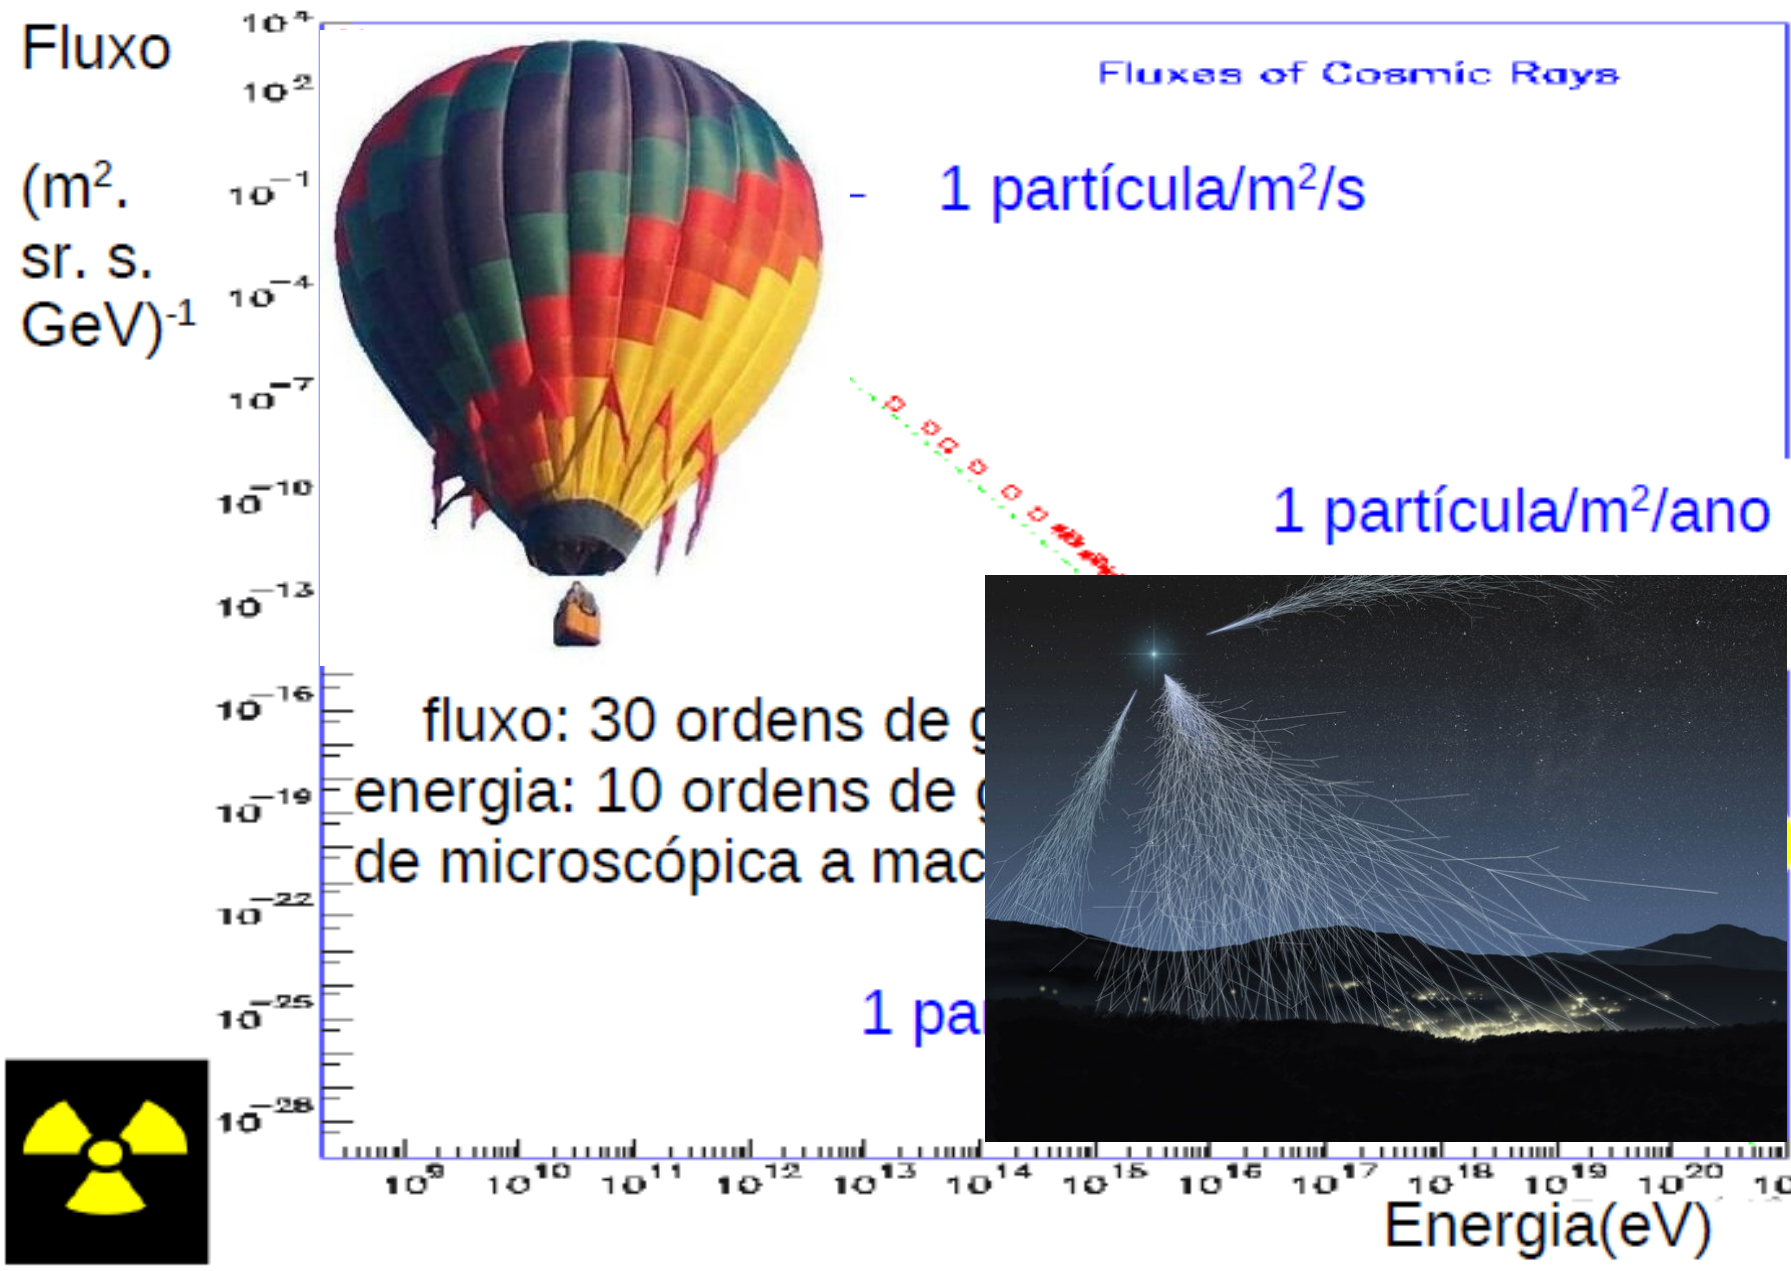 Fluxo
(m².
sr. s.
GeV)⁻¹
10⁴
10²
10⁻¹
10⁻⁴
10⁻⁷
10⁻¹⁰
10⁻¹³
10⁻¹⁶
10⁻¹⁹
10⁻²²
10⁻²⁵
10⁻²⁸
Fluxes of Cosmic Rays
1 partícula/m²/s
1 partícula/m²/ano
fluxo: 30 ordens de
energia: 10 ordens de
de microscópica a mac
1 par
10⁹ 10¹⁰ 10¹¹ 10¹² 10¹³ 10¹⁴ 10¹⁵ 10¹⁶ 10¹⁷ 10¹⁸ 10¹⁹ 10²⁰
Energia(eV)